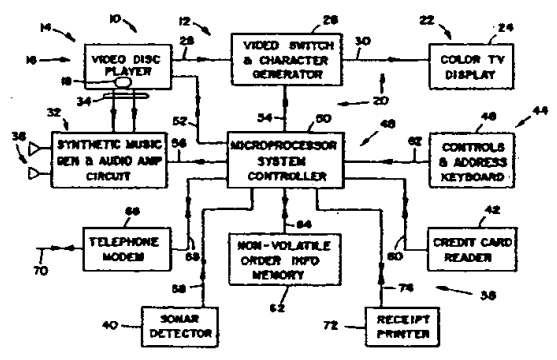 10
12
14
16
22
28
26
30
24
VIDEO DISC
PLAYER
18
VIDEO SWITCH
& CHARACTER
GENERATOR
COLOR TV
DISPLAY
34
32
52
54
20
50
48
46
44
36
SYNTHETIC MUSIC
GEN & AUDIO AMP
CIRCUIT
56
MICROPROCESSOR
SYSTEM
CONTROLLER
62
CONTROLS
& ADDRESS
KEYBOARD
66
TELEPHONE
MODEM
70
68
64
NON-VOLATILE
ORDER INFO
MEMORY
62
60
42
CREDIT CARD
READER
38
58
74
40
SONAR
DETECTOR
72
RECEIPT
PRINTER